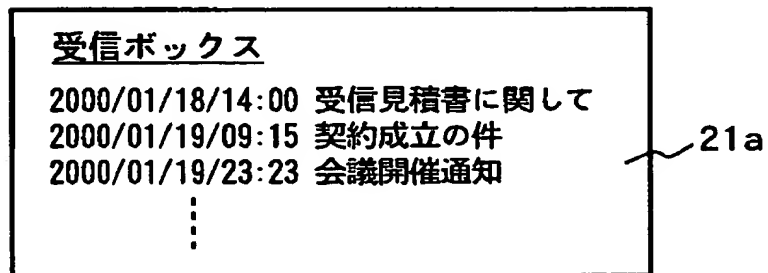 受信ボックス
2000/01/18/14:00 受信見積書に関して
2000/01/19/09:15 契約成立の件
2000/01/19/23:23 会議開催通知
21a